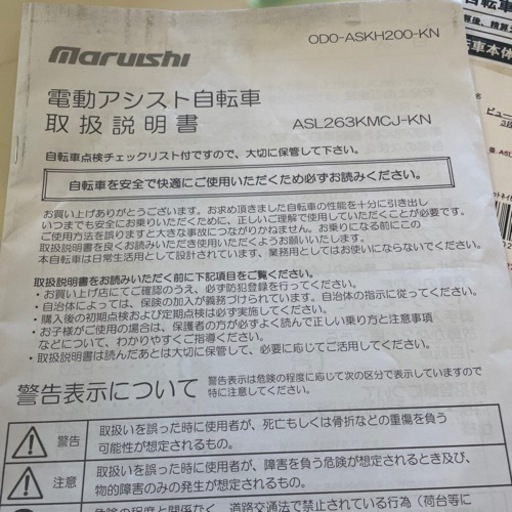 maruishi
ODO-ASKH200-KN
電動アシスト自転車
取扱説明書
ASL263KMCJ-KN
自転車点検チェックリスト付ですので、大切に保管して下さい。
自転車を安全で快適にご使用いただくため必ずお読みください。
お買い上げありがとうございます。お求め頂きました自転車の性能を十分に引き出し
いつまでも安全にお乗りいただくために、正しいご理解で使用していただくことが必要です。
ご使用方法を誤りますと大きな事故につながりかねません。お乗りになる前にこの
取扱説明書を良くお読みいただき使用いただくようお願いいたします。
本自転車は日常生活用として設計されています、業務用としてはお使いにならないでください。
取扱説明書をお読みいただく前に下記項目をご覧ください。
・お買い上げ店にてご確認のうえ、必ず防犯登録を行ってください。
・自治体によっては、保険の加入が義務づけられています。自治体の指示に従ってください。
・購入後の初期点検および定期点検は必ず実施してください。
・お子様がご使用の場合は、保護者の方が必ずよく読んで正しい乗り方と注意事項
などについて、わかりやすくご指導ください。
・取扱説明書は読んだあとは大切に保管して、必要に応じてご活用してください。
警告表示について
警告表示は危険の程度に応じて次の区分で表示していますので
特に注意してください。
警告
取扱いを誤った時に使用者が、死亡もしくは骨折などの重傷を負う
可能性が想定されるもの。
注意
取扱いを誤った時に使用者が、障害を負う危険が想定されるとき及び、
物的障害のみの発生が想定されるもの。
危険の程度と関係なく、道路交通法で禁止されている行為（荷台等に
自転車
車本体